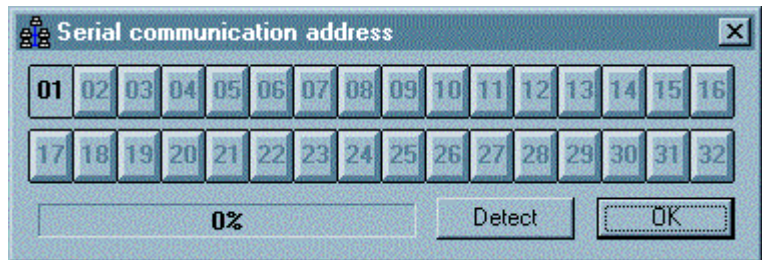 Serial communication address
01 02 03 04 05 06 07 08 09 10 11 12 13 14 15 16
17 18 19 20 21 22 23 24 25 26 27 28 29 30 31 32
0% Detect OK